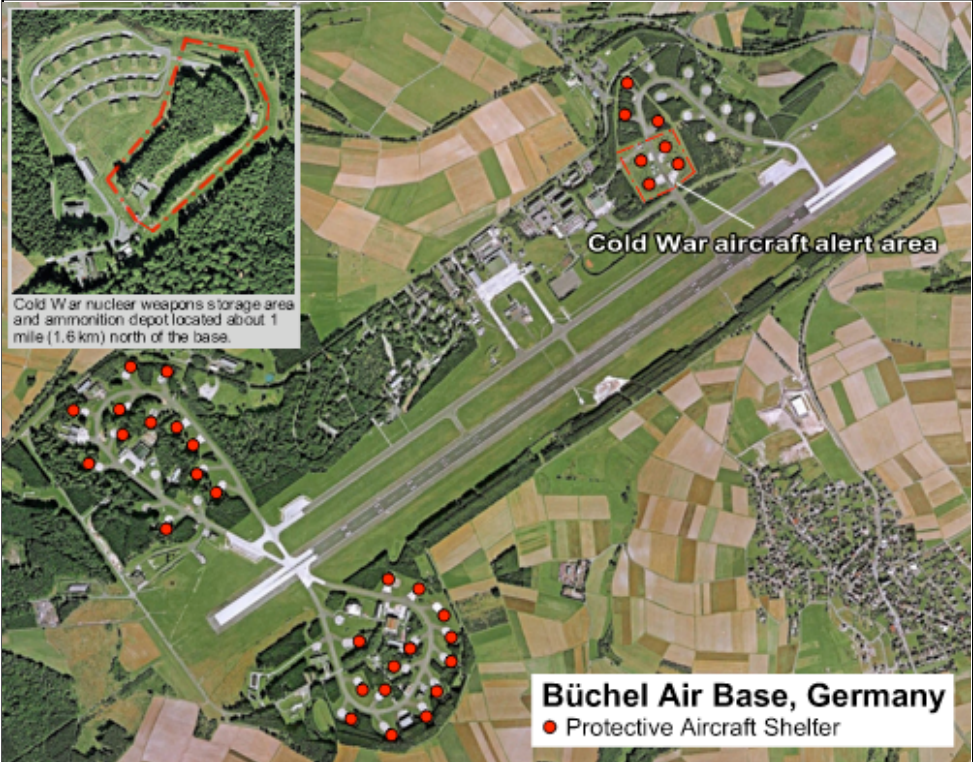 Cold War nuclear weapons storage area
and ammonition depot located about 1
mile (1.6 km) north of the base.
Cold War aircraft alert area
Büchel Air Base, Germany
Protective Aircraft Shelfer